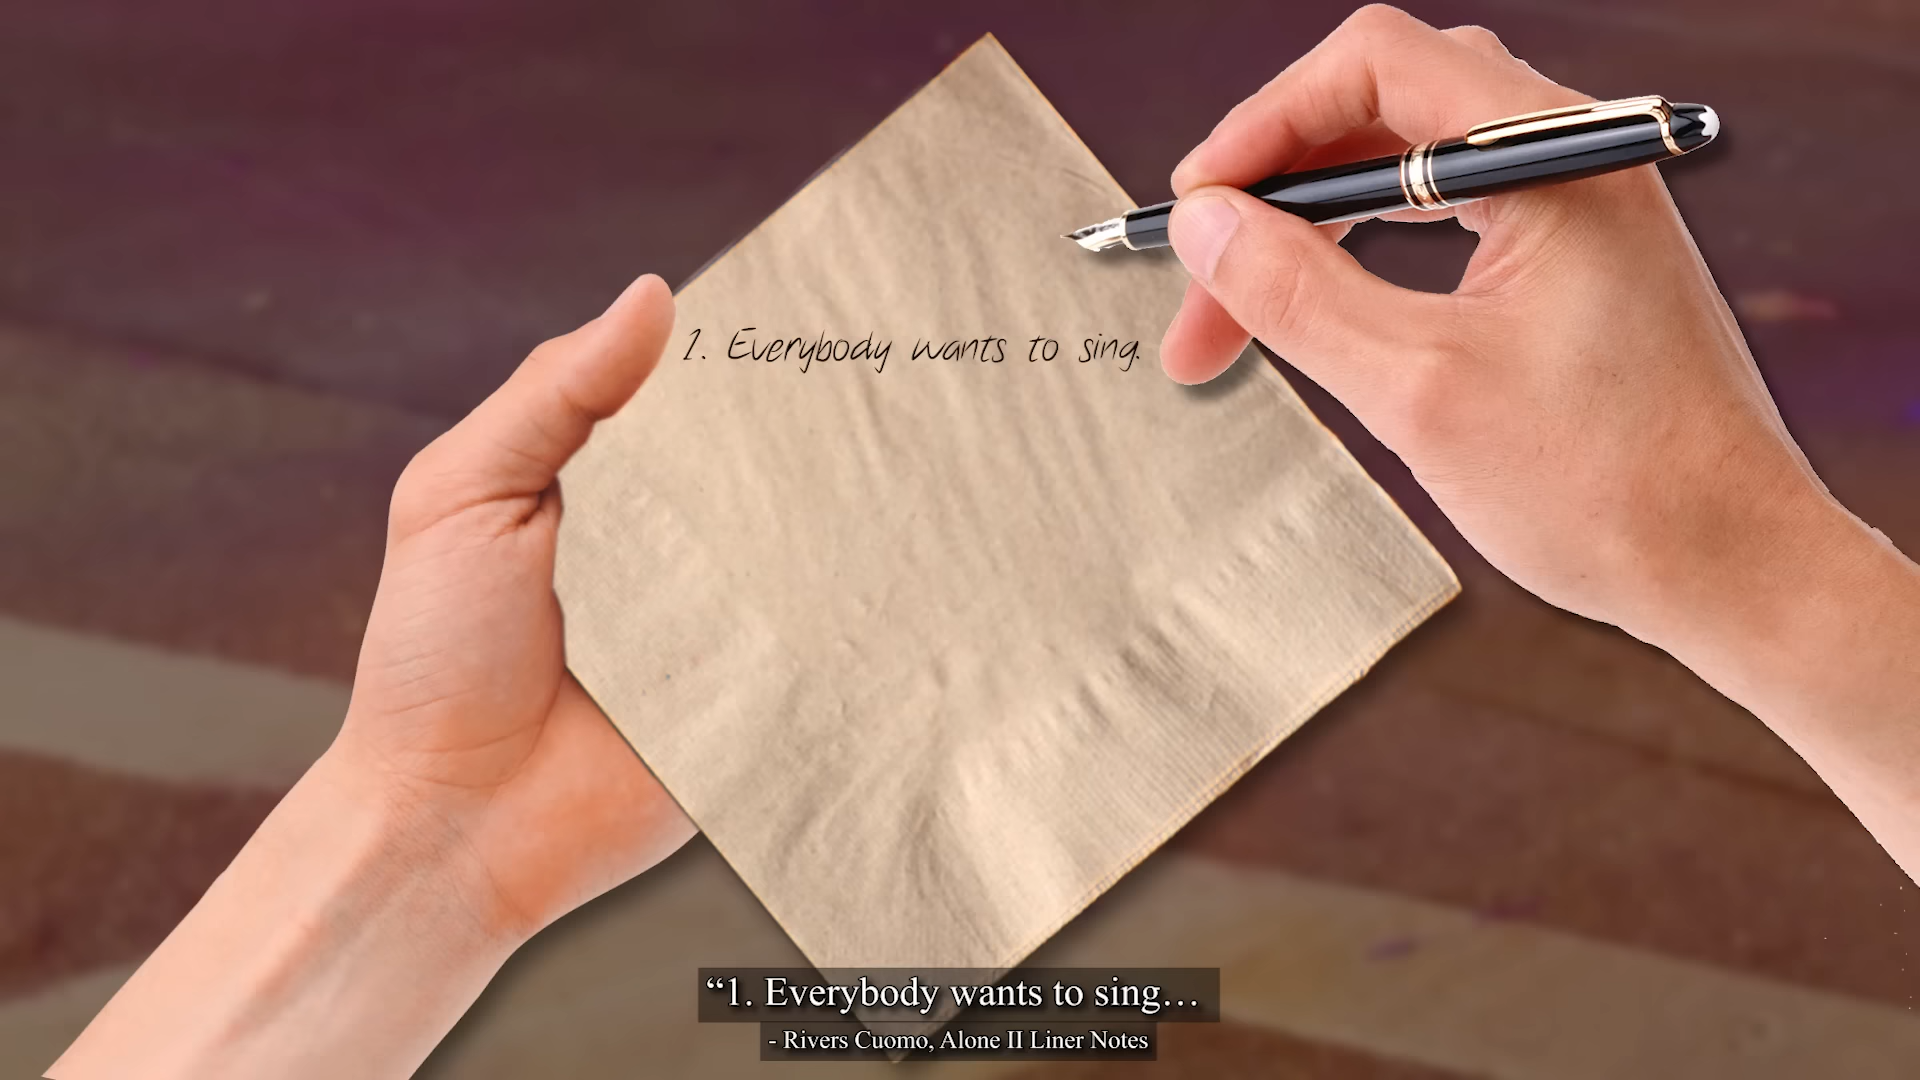 1. Everybody wants to sing.
“1. Everybody wants to sing…
- Rivers Cuomo, Alone II Liner Notes